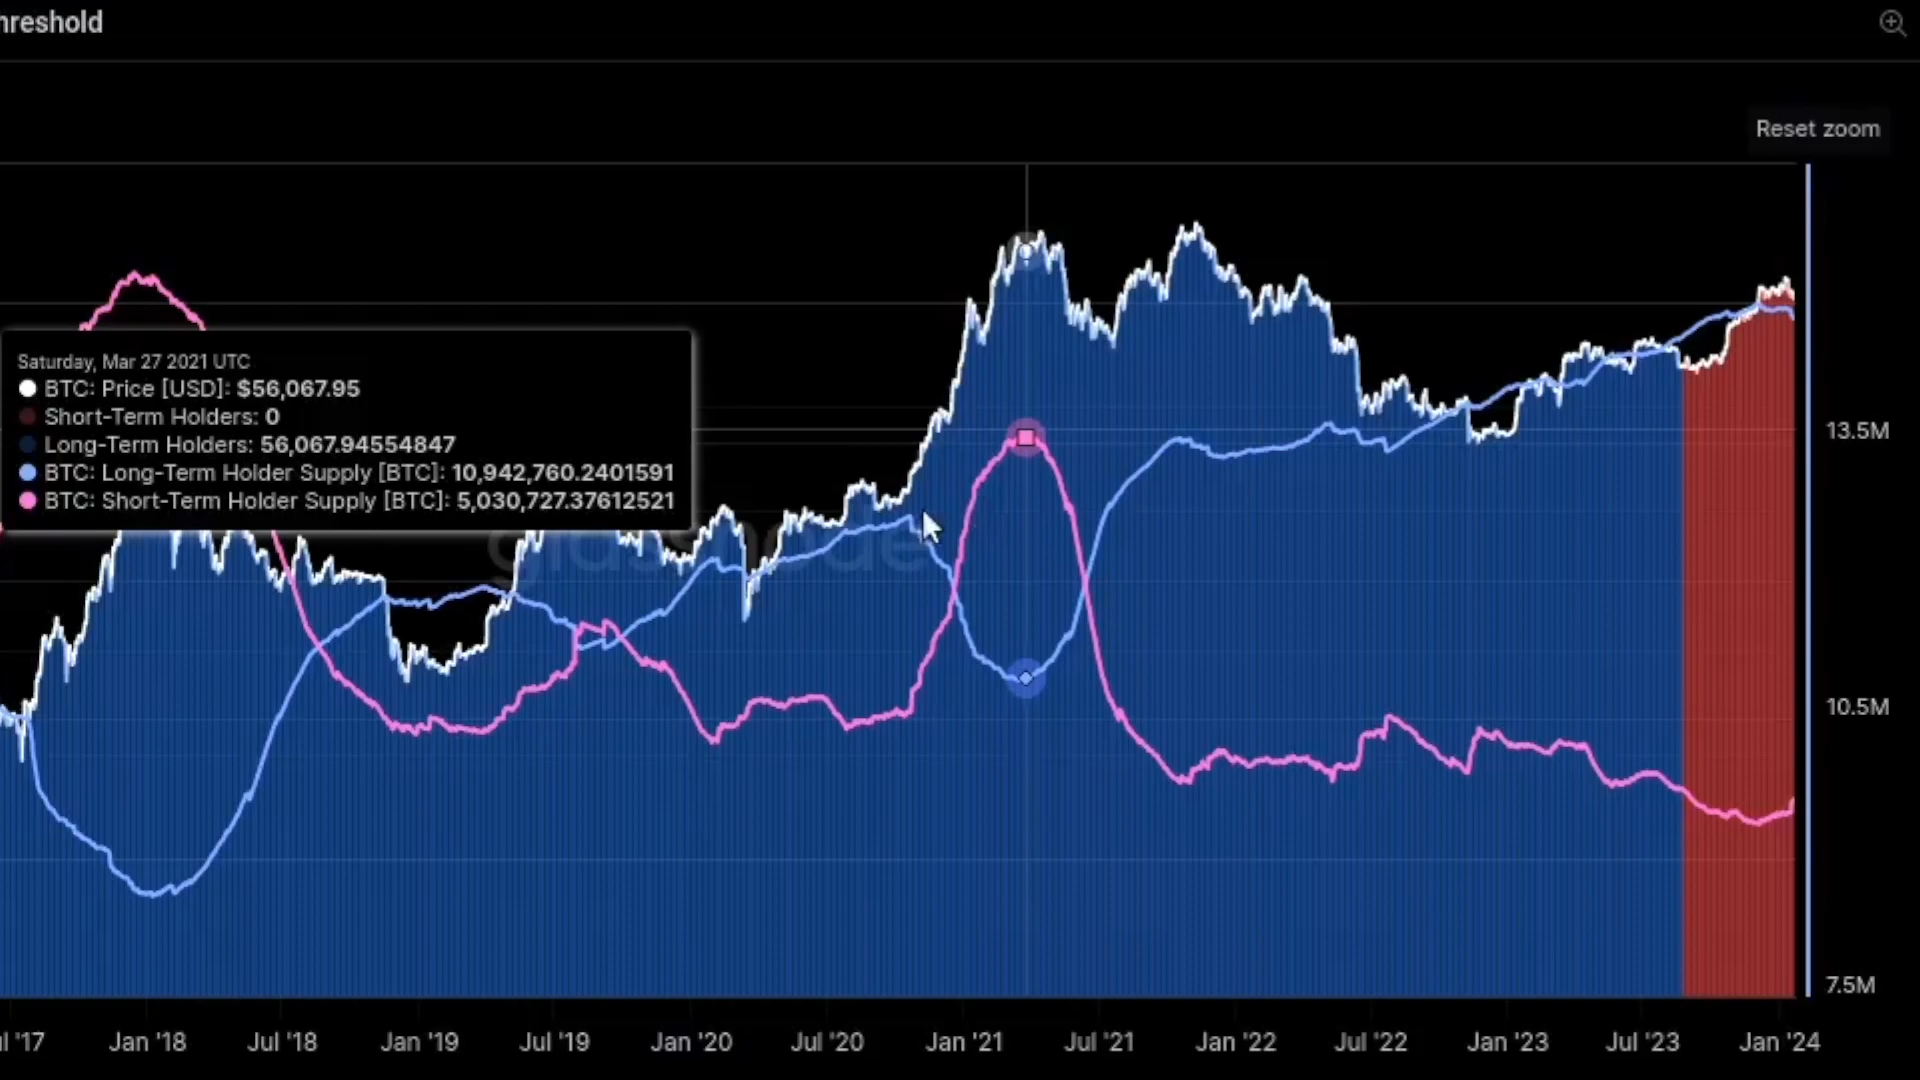 hreshold
Reset zoom
Saturday, Mar 27 2021 UTC
BTC: Price [USD]: $56,067.95
Short-Term Holders: 0
Long-Term Holders: 56,067.94554847
BTC: Long-Term Holder Supply [BTC]: 10,942,760.2401591
BTC: Short-Term Holder Supply [BTC]: 5,030,727.37612521
glassnode
13.5M
10.5M
7.5M
l '17 Jan '18 Jul '18 Jan '19 Jul '19 Jan '20 Jul '20 Jan '21 Jul '21 Jan '22 Jul '22 Jan '23 Jul '23 Jan '24